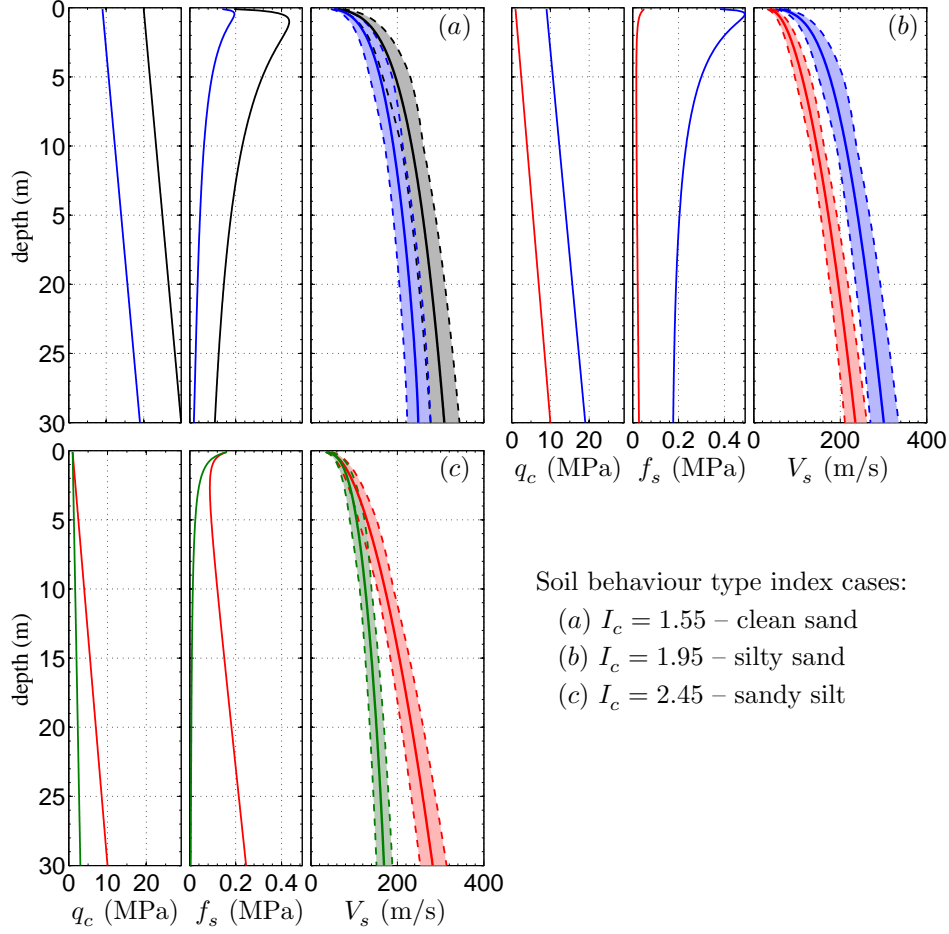 0
5
10
15
20
25
30
depth (m)
(a)
(b)
0 10 20
q_c (MPa)
0 0.2 0.4
f_s (MPa)
0 200 400
V_s (m/s)
0
5
10
15
20
25
30
depth (m)
(c)
0 10 20
q_c (MPa)
0 0.2 0.4
f_s (MPa)
0 200 400
V_s (m/s)
Soil behaviour type index cases:
(a) I_c = 1.55 – clean sand
(b) I_c = 1.95 – silty sand
(c) I_c = 2.45 – sandy silt